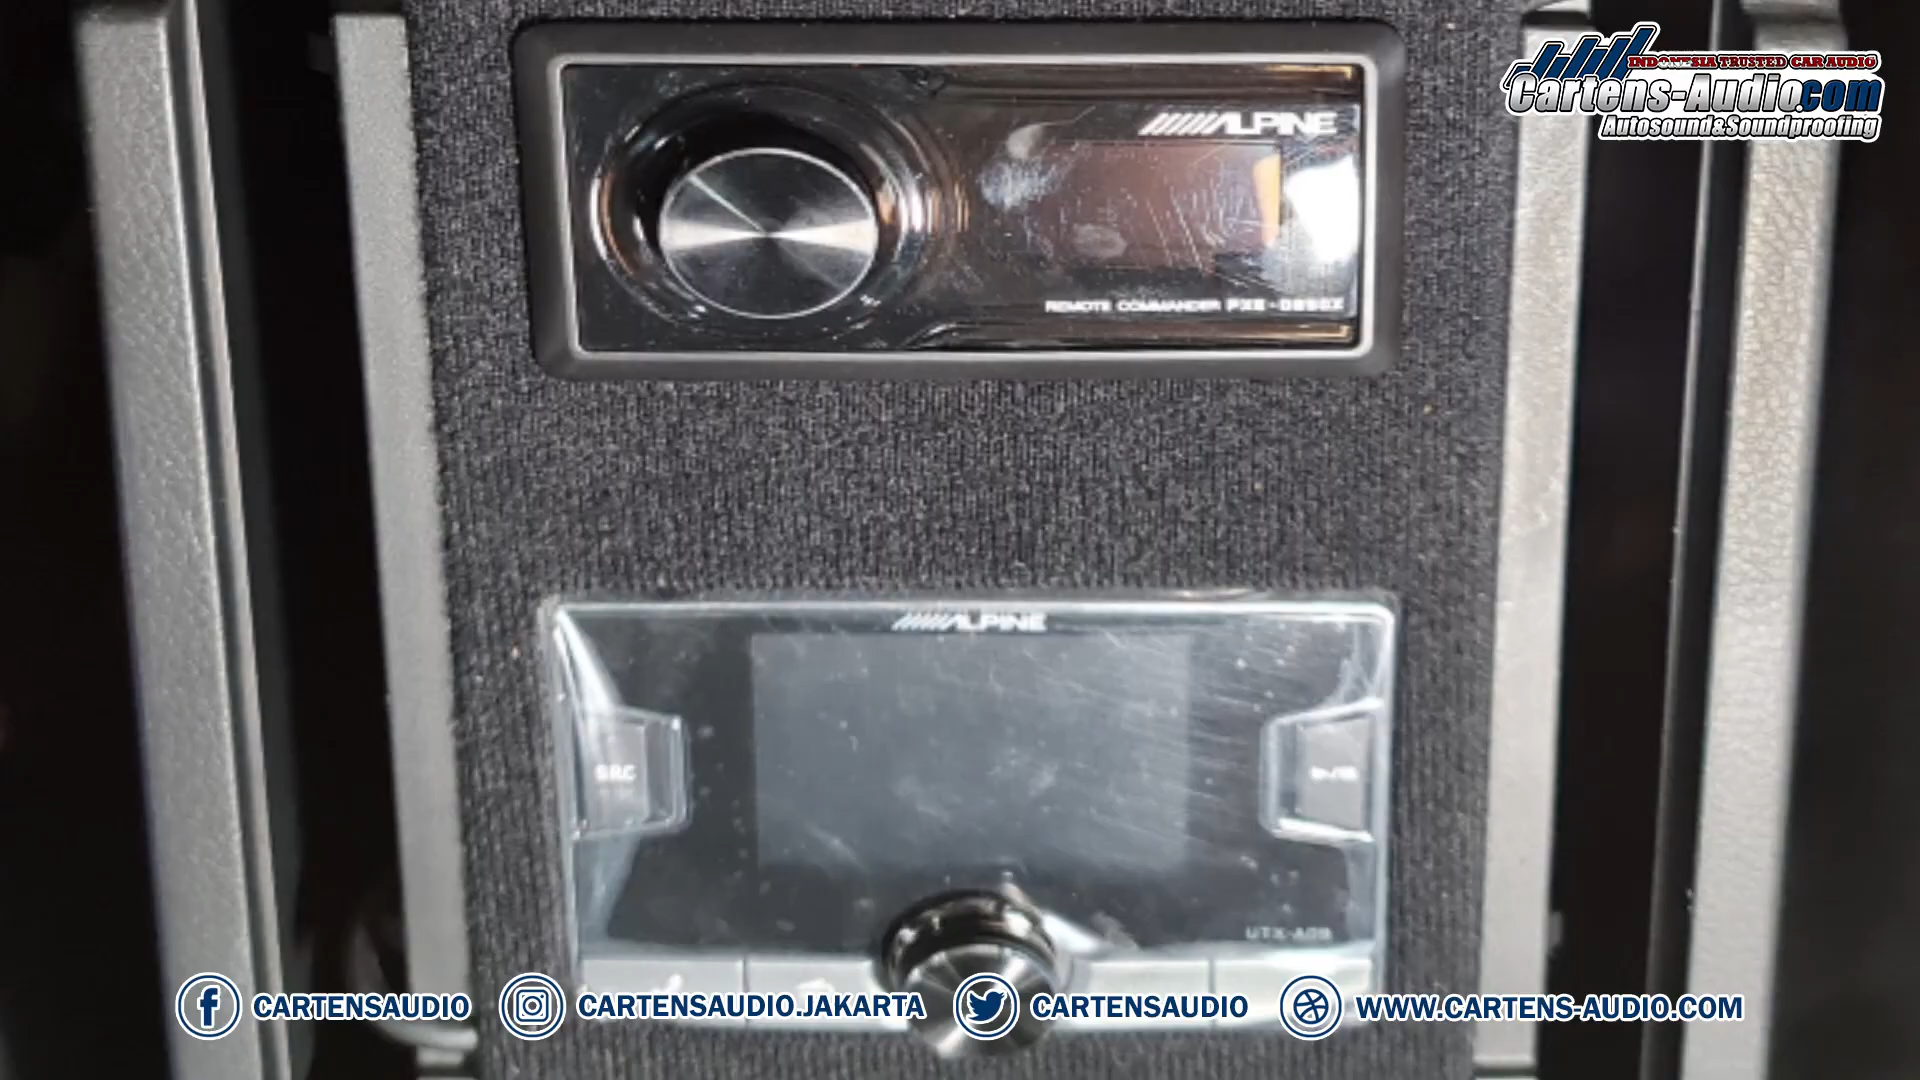 INDONESIA TRUSTED CAR AUDIO
Cartens-Audio.com
Autosound&Soundproofing
ALPINE
REMOTE COMMANDER
ALPINE
SRC
UTX-A09
CARTENSAUDIO
CARTENSAUDIO.JAKARTA
CARTENSAUDIO
WWW.CARTENS-AUDIO.COM